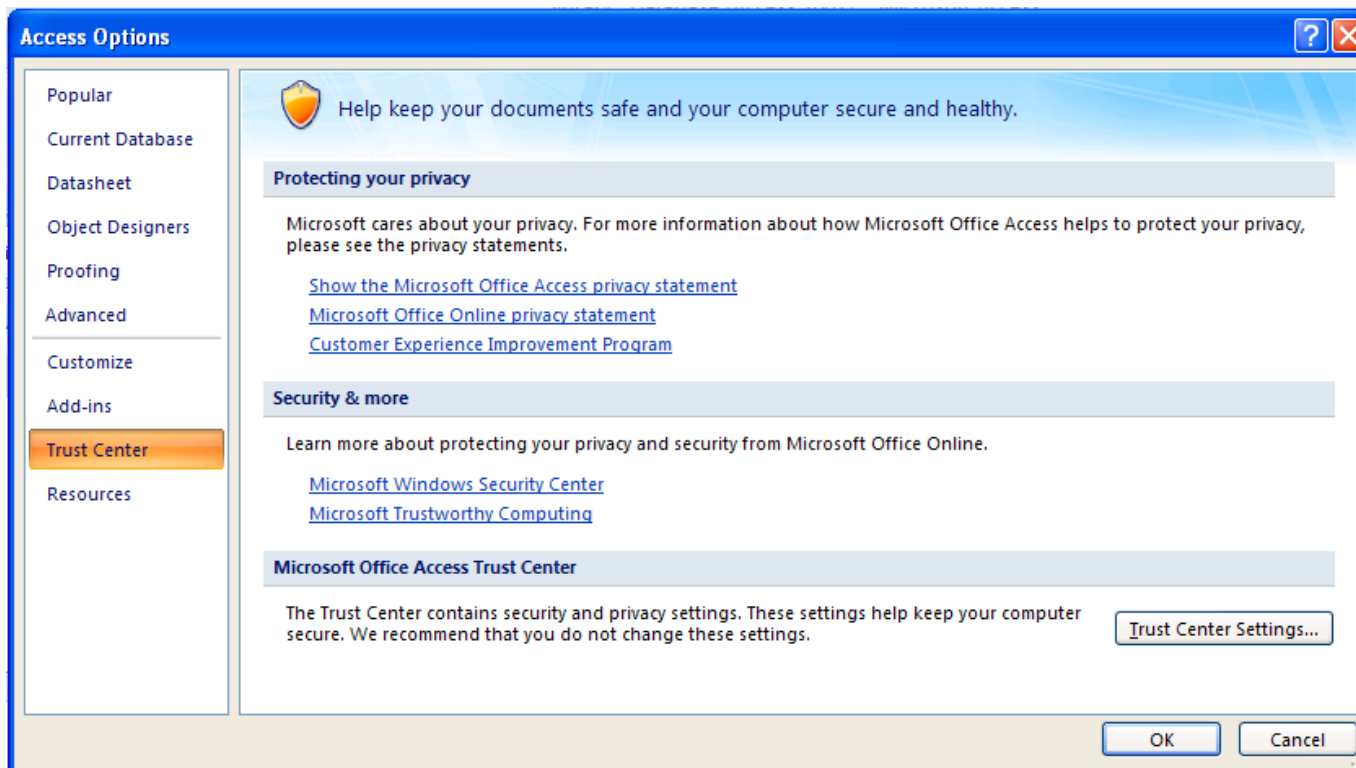 Access Options
?
Popular
Current Database
Datasheet
Object Designers
Proofing
Advanced
Customize
Add-ins
Trust Center
Resources
Help keep your documents safe and your computer secure and healthy.
Protecting your privacy
Microsoft cares about your privacy. For more information about how Microsoft Office Access helps to protect your privacy,
please see the privacy statements.
Show the Microsoft Office Access privacy statement
Microsoft Office Online privacy statement
Customer Experience Improvement Program
Security & more
Learn more about protecting your privacy and security from Microsoft Office Online.
Microsoft Windows Security Center
Microsoft Trustworthy Computing
Microsoft Office Access Trust Center
The Trust Center contains security and privacy settings. These settings help keep your computer
secure. We recommend that you do not change these settings.
Trust Center Settings...
OK
Cancel